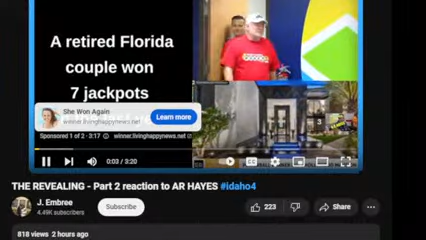 A retired Florida
couple won
7 jackpots
She Won Again
winner.livinghappynews.net
Learn more
Sponsored 1 of 2 · 3:17
winner.livinghappynews.net
0:03 / 3:20
THE REVEALING - Part 2 reaction to AR HAYES #idaho4
J. Embree
4.49K subscribers
Subscribe
223
Share
818 views 2 hours ago